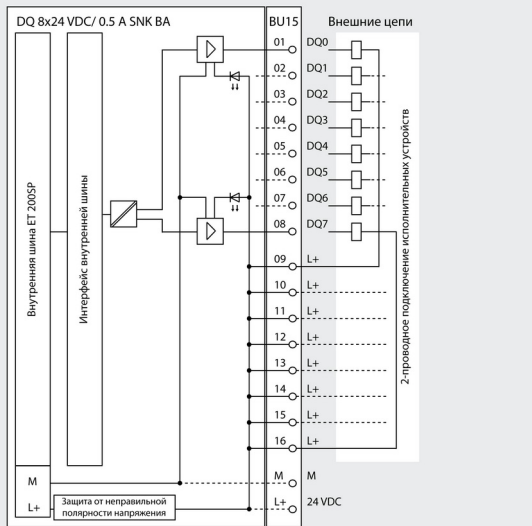 DQ 8x24 VDC/ 0.5 A SNK BA
BU15
Внешние цепи
01 DQ0
02 DQ1
03 DQ2
04 DQ3
05 DQ4
06 DQ5
07 DQ6
08 DQ7
09 L+
10 L+
11 L+
12 L+
13 L+
14 L+
15 L+
16 L+
Внутренняя шина ET 200SP
Интерфейс внутренней шины
2-проводное подключение исполнительных устройств
M M M
L+ Защита от неправильной
полярности напряжения
L+ 24 VDC